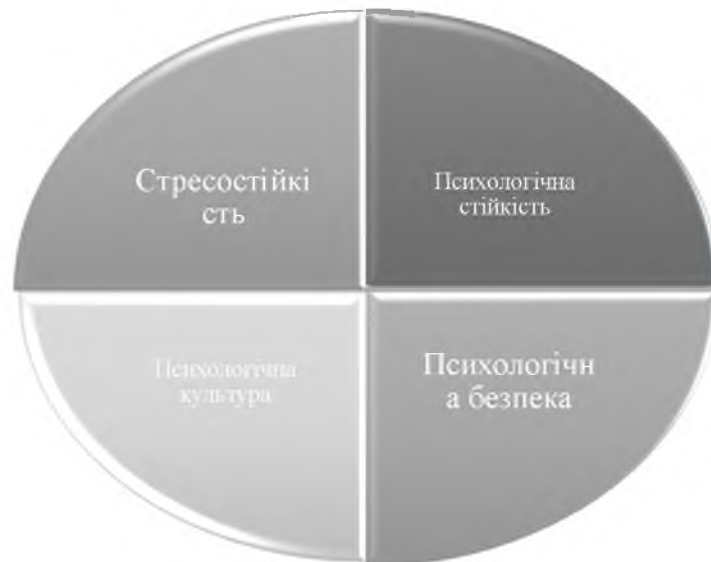 Стресостійкі
сть
Психологічна
стійкість
Психологічна
культура
Психологічн
а безпека